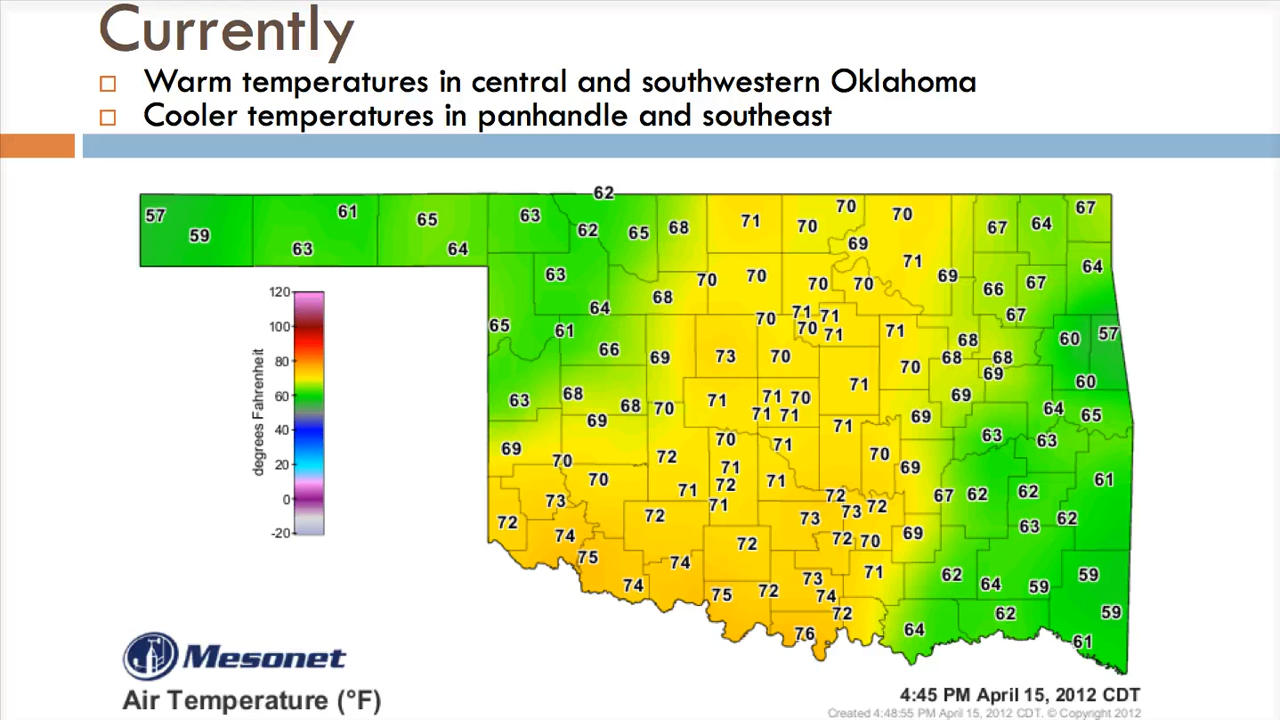 Currently
Warm temperatures in central and southwestern Oklahoma
Cooler temperatures in panhandle and southeast
62
57 61 65 63 62 65 68 71 70 70 70 67 64 67
59 63 64 69
63 70 70 70 70 71 69 66 67 64
120
100
80
60
40
20
0
-20
degrees Fahrenheit
64 68 70 71 71 67
65 61 70 71 71 68 60 57
66 69 73 70 70 68 68 69 60
63 68 68 70 71 71 70 71 69 64 65
69 71 71 71 69 63 63
69 70 72 70 71 70 69 61
70 71 71 72 71 72 72 67 62 62
72 73 72 71 73 73 69 63 62
74 72 72 70
75 74 74 75 72 73 74 71 62 64 59 59
72 62 59
76 64 61
Mesonet
Air Temperature (°F)
4:45 PM April 15, 2012 CDT
Created 4:48:55 PM April 15, 2012 CDT. © Copyright 2012